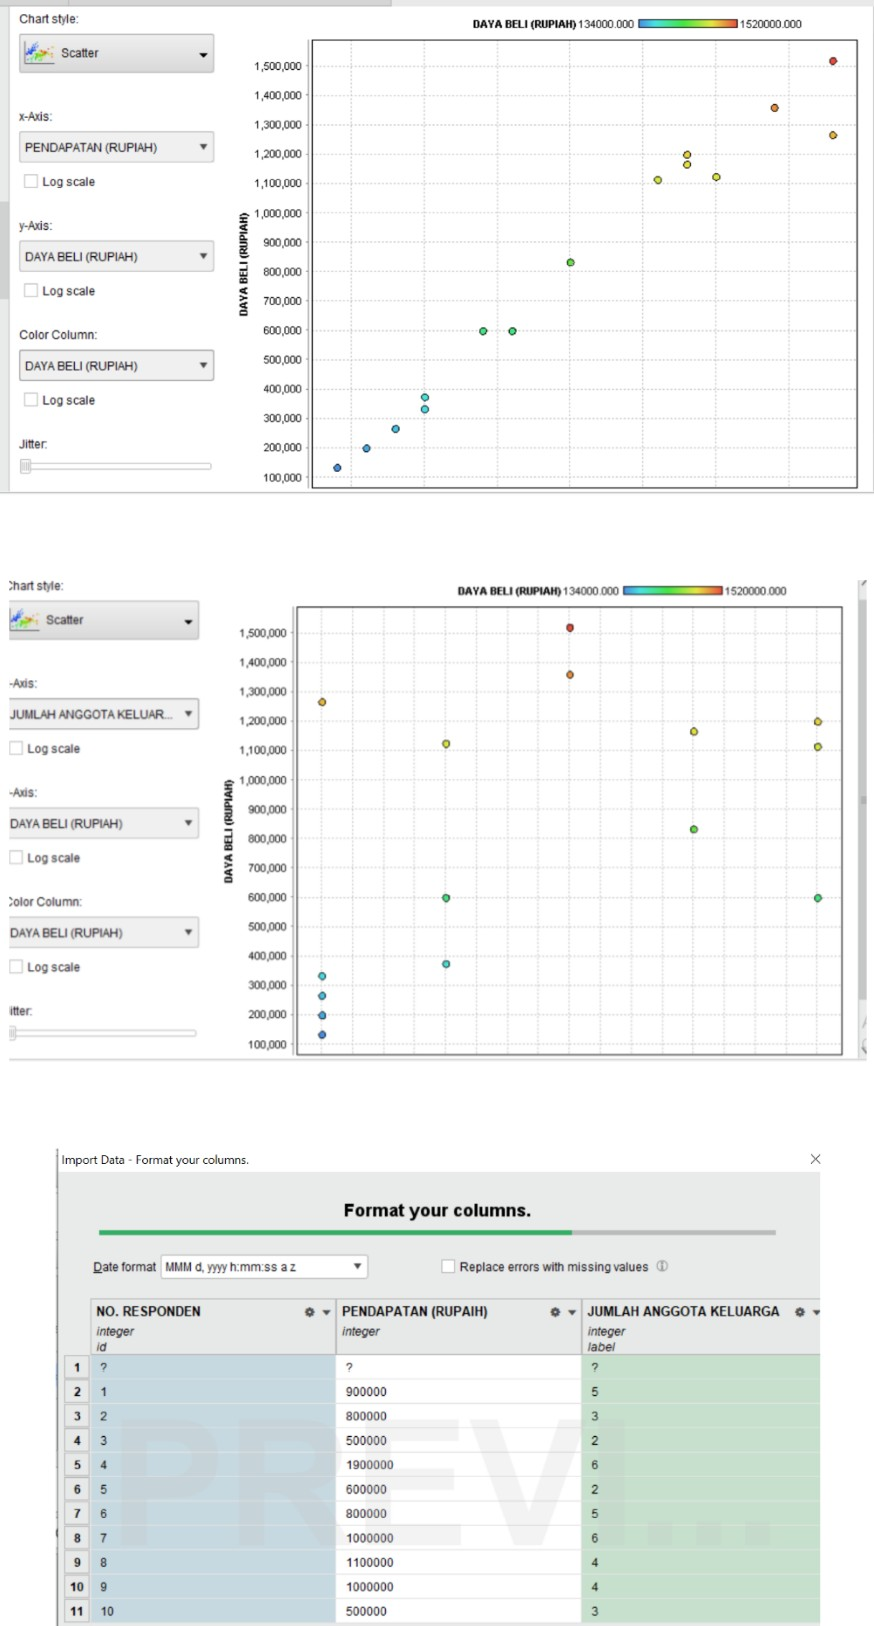 Chart style:
DAYA BELI (RUPIAH) 134000.000 1520000.000
Scatter
x-Axis:
PENDAPATAN (RUPIAH)
Log scale
y-Axis:
DAYA BELI (RUPIAH)
Log scale
Color Column:
DAYA BELI (RUPIAH)
Log scale
Jitter:
DAYA BELI (RUPIAH)
1,500,000
1,400,000
1,300,000
1,200,000
1,100,000
1,000,000
900,000
800,000
700,000
600,000
500,000
400,000
300,000
200,000
100,000
Chart style:
DAYA BELI (RUPIAH) 134000.000 1520000.000
Scatter
-Axis:
JUMLAH ANGGOTA KELUAR...
Log scale
-Axis:
DAYA BELI (RUPIAH)
Log scale
Color Column:
DAYA BELI (RUPIAH)
Log scale
itter:
DAYA BELI (RUPIAH)
1,500,000
1,400,000
1,300,000
1,200,000
1,100,000
1,000,000
900,000
800,000
700,000
600,000
500,000
400,000
300,000
200,000
100,000
Import Data - Format your columns.
Format your columns.
Date format MMM d, yyyy h:mm:ss a z Replace errors with missing values
NO. RESPONDEN PENDAPATAN (RUPAIH) JUMLAH ANGGOTA KELUARGA
integer integer integer
id label
1 ? ? ?
2 1 900000 5
3 2 800000 3
4 3 500000 2
5 4 1900000 6
6 5 600000 2
7 6 800000 5
8 7 1000000 6
9 8 1100000 4
10 9 1000000 4
11 10 500000 3
PREVI...